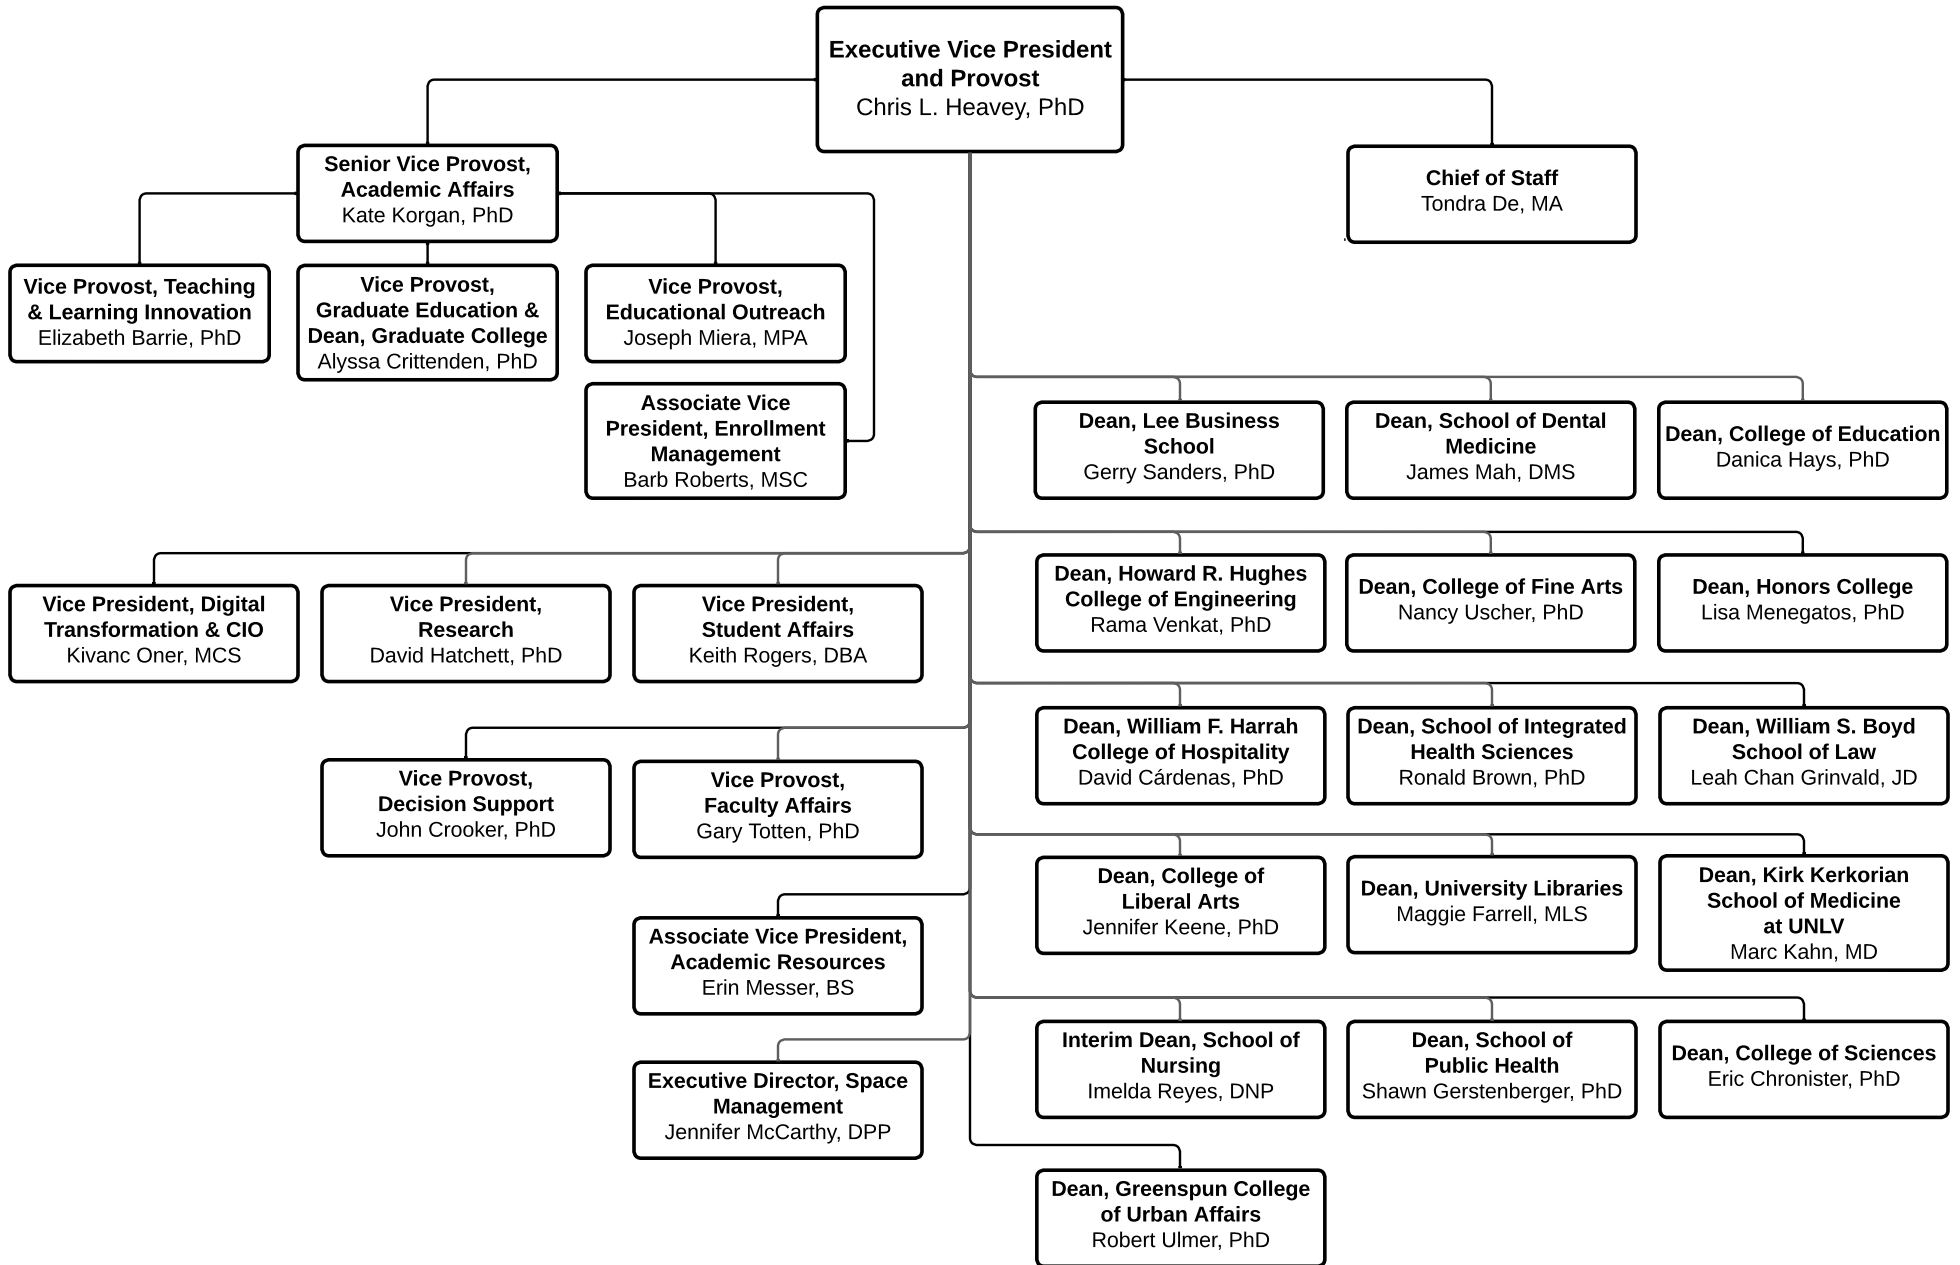 Executive Vice President
and Provost
Chris L. Heavey, PhD
Senior Vice Provost,
Academic Affairs
Kate Korgan, PhD
Chief of Staff
Tondra De, MA
Vice Provost, Teaching
& Learning Innovation
Elizabeth Barrie, PhD
Vice Provost,
Graduate Education &
Dean, Graduate College
Alyssa Crittenden, PhD
Vice Provost,
Educational Outreach
Joseph Miera, MPA
Associate Vice
President, Enrollment
Management
Barb Roberts, MSC
Dean, Lee Business
School
Gerry Sanders, PhD
Dean, School of Dental
Medicine
James Mah, DMS
Dean, College of Education
Danica Hays, PhD
Vice President, Digital
Transformation & CIO
Kivanc Oner, MCS
Vice President,
Research
David Hatchett, PhD
Vice President,
Student Affairs
Keith Rogers, DBA
Dean, Howard R. Hughes
College of Engineering
Rama Venkat, PhD
Dean, College of Fine Arts
Nancy Uscher, PhD
Dean, Honors College
Lisa Menegatos, PhD
Vice Provost,
Decision Support
John Crooker, PhD
Vice Provost,
Faculty Affairs
Gary Totten, PhD
Dean, William F. Harrah
College of Hospitality
David Cárdenas, PhD
Dean, School of Integrated
Health Sciences
Ronald Brown, PhD
Dean, William S. Boyd
School of Law
Leah Chan Grinvald, JD
Associate Vice President,
Academic Resources
Erin Messer, BS
Dean, College of
Liberal Arts
Jennifer Keene, PhD
Dean, University Libraries
Maggie Farrell, MLS
Dean, Kirk Kerkorian
School of Medicine
at UNLV
Marc Kahn, MD
Executive Director, Space
Management
Jennifer McCarthy, DPP
Interim Dean, School of
Nursing
Imelda Reyes, DNP
Dean, School of
Public Health
Shawn Gerstenberger, PhD
Dean, College of Sciences
Eric Chronister, PhD
Dean, Greenspun College
of Urban Affairs
Robert Ulmer, PhD